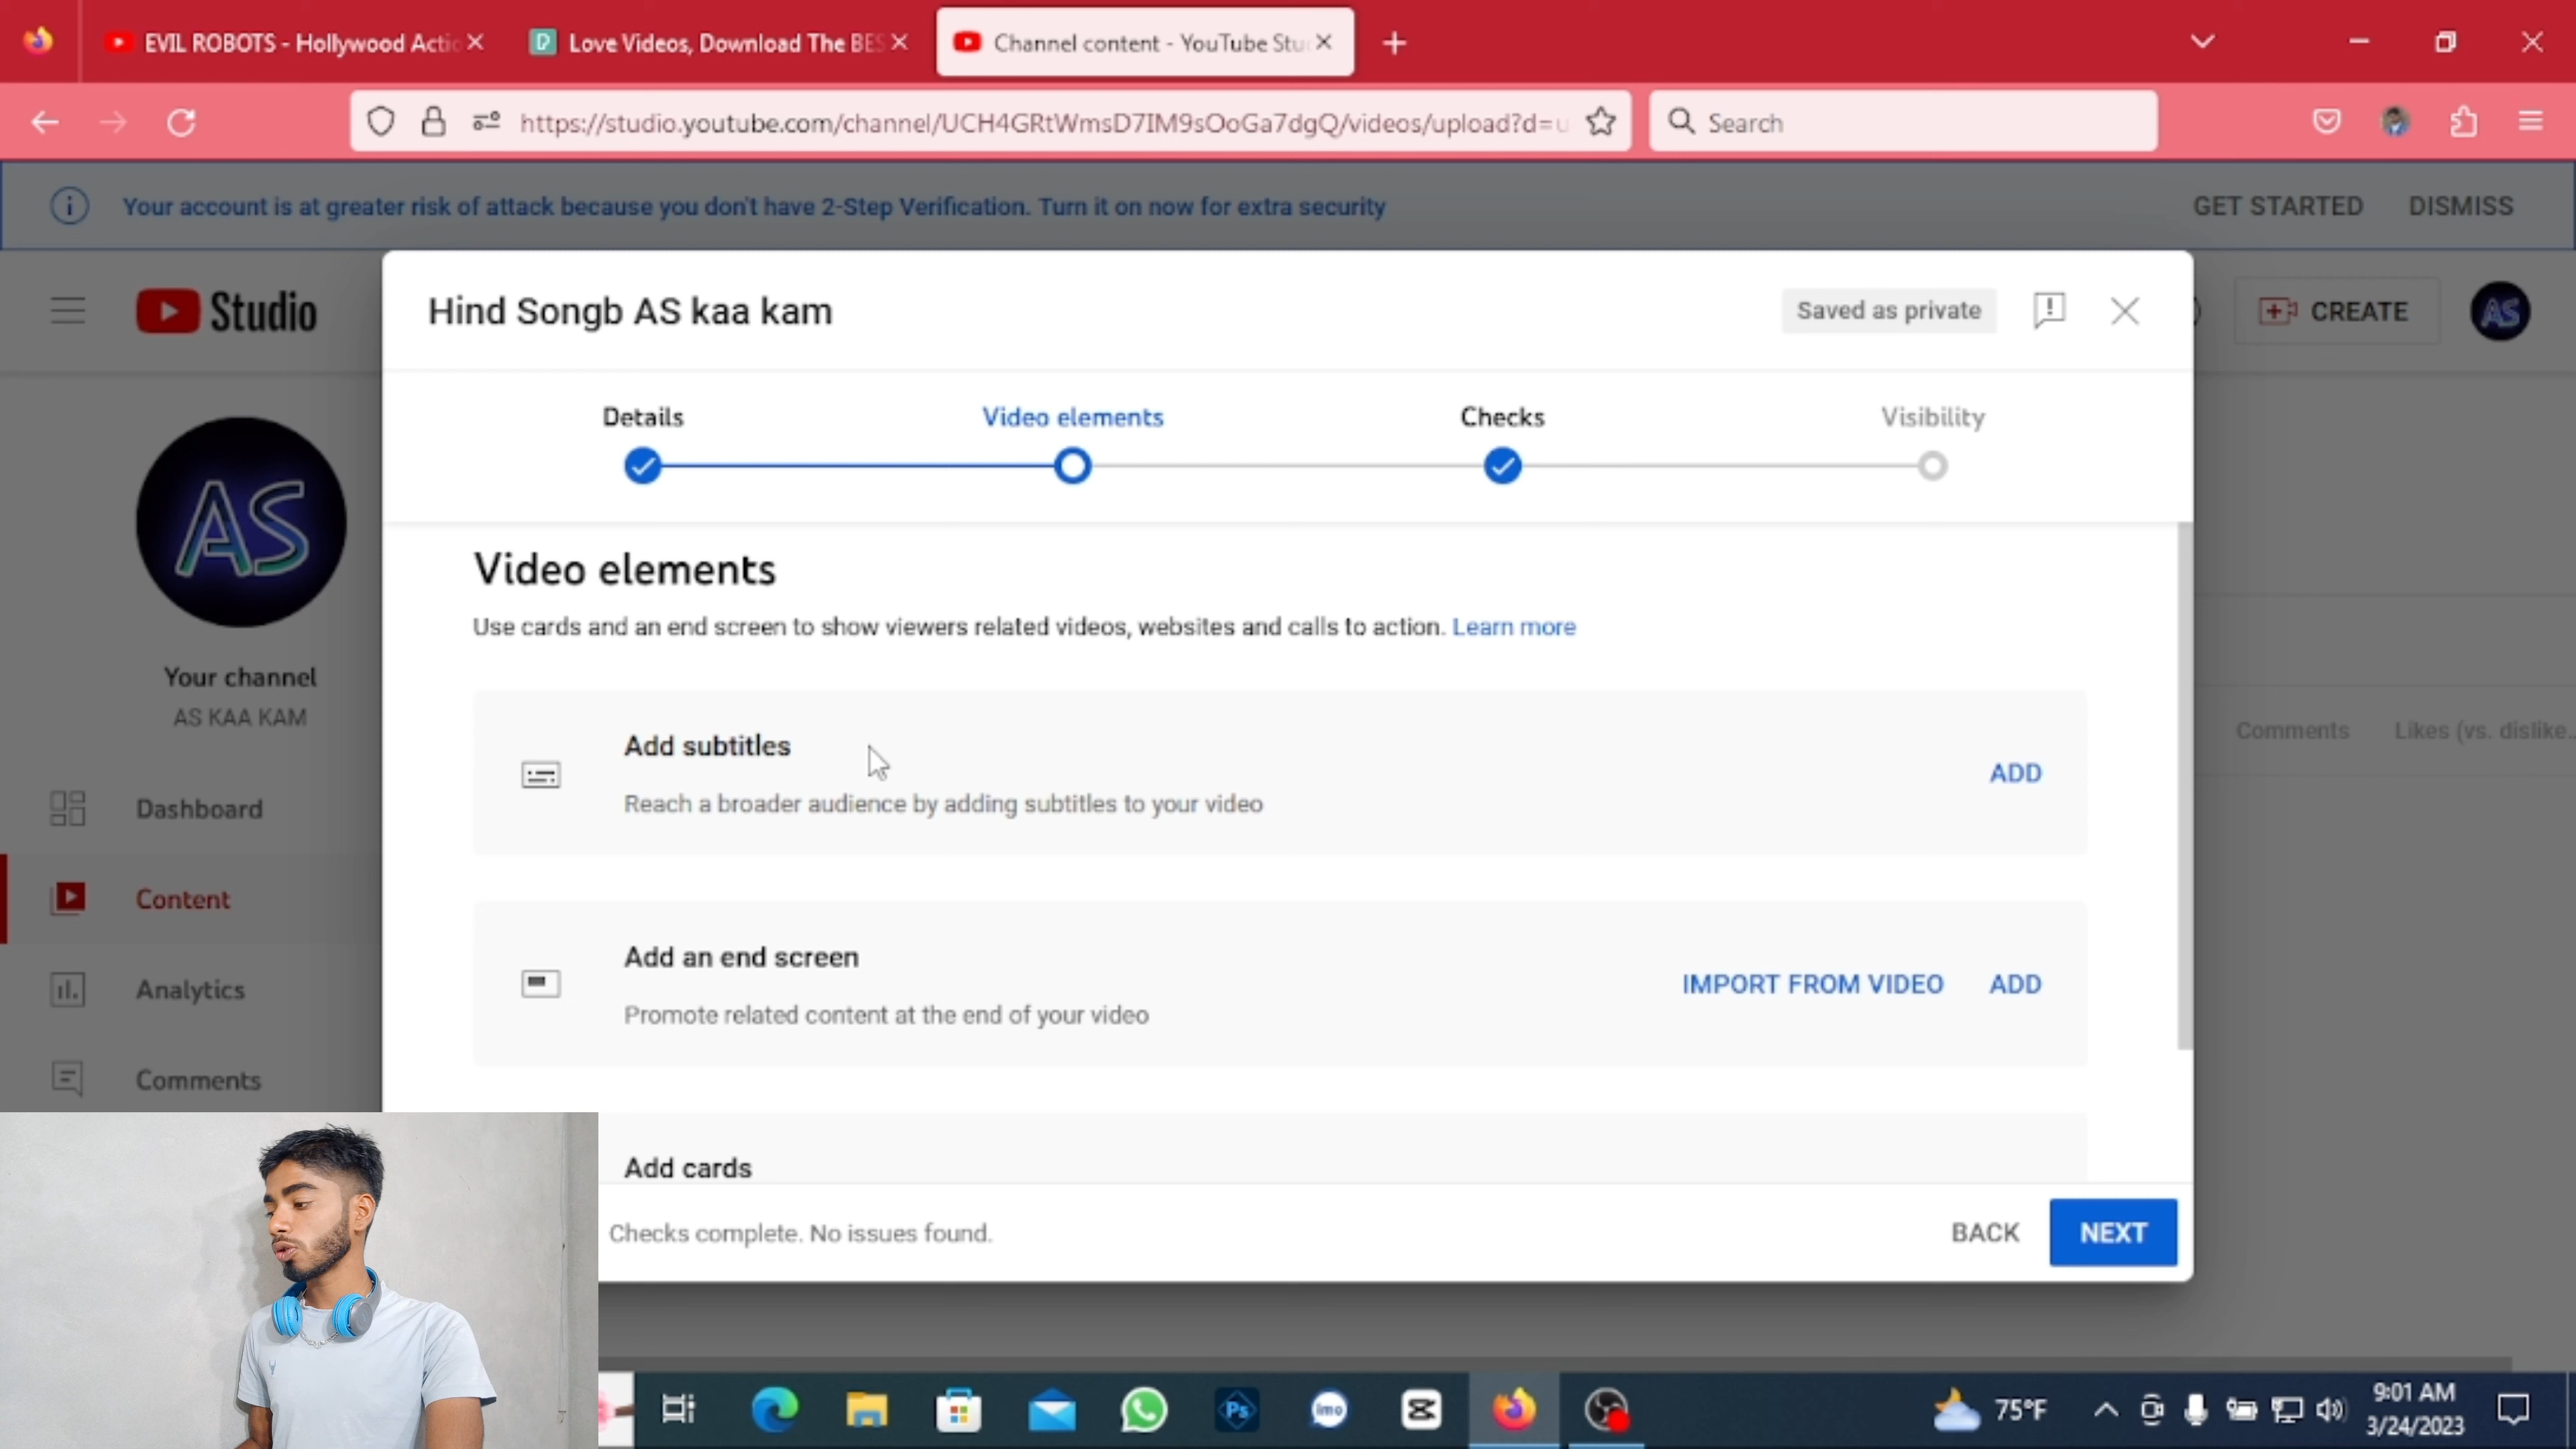 EVIL ROBOTS - Hollywood Actio
Love Videos, Download The BES
Channel content - YouTube Stu
https://studio.youtube.com/channel/UCH4GRtWmsD7IM9sOoGa7dgQ/videos/upload?d=u
Search
Your account is at greater risk of attack because you don't have 2-Step Verification. Turn it on now for extra security
GET STARTED
DISMISS
Studio
Hind Songb AS kaa kam
Saved as private
CREATE
AS
Details
Video elements
Checks
Visibility
AS
Your channel
AS KAA KAM
Dashboard
Content
Analytics
Comments
Video elements
Use cards and an end screen to show viewers related videos, websites and calls to action. Learn more
Add subtitles
Reach a broader audience by adding subtitles to your video
ADD
Add an end screen
Promote related content at the end of your video
IMPORT FROM VIDEO
ADD
Add cards
Comments
Likes (vs. dislike...
Checks complete. No issues found.
BACK
NEXT
Ps
imo
75°F
9:01 AM
3/24/2023